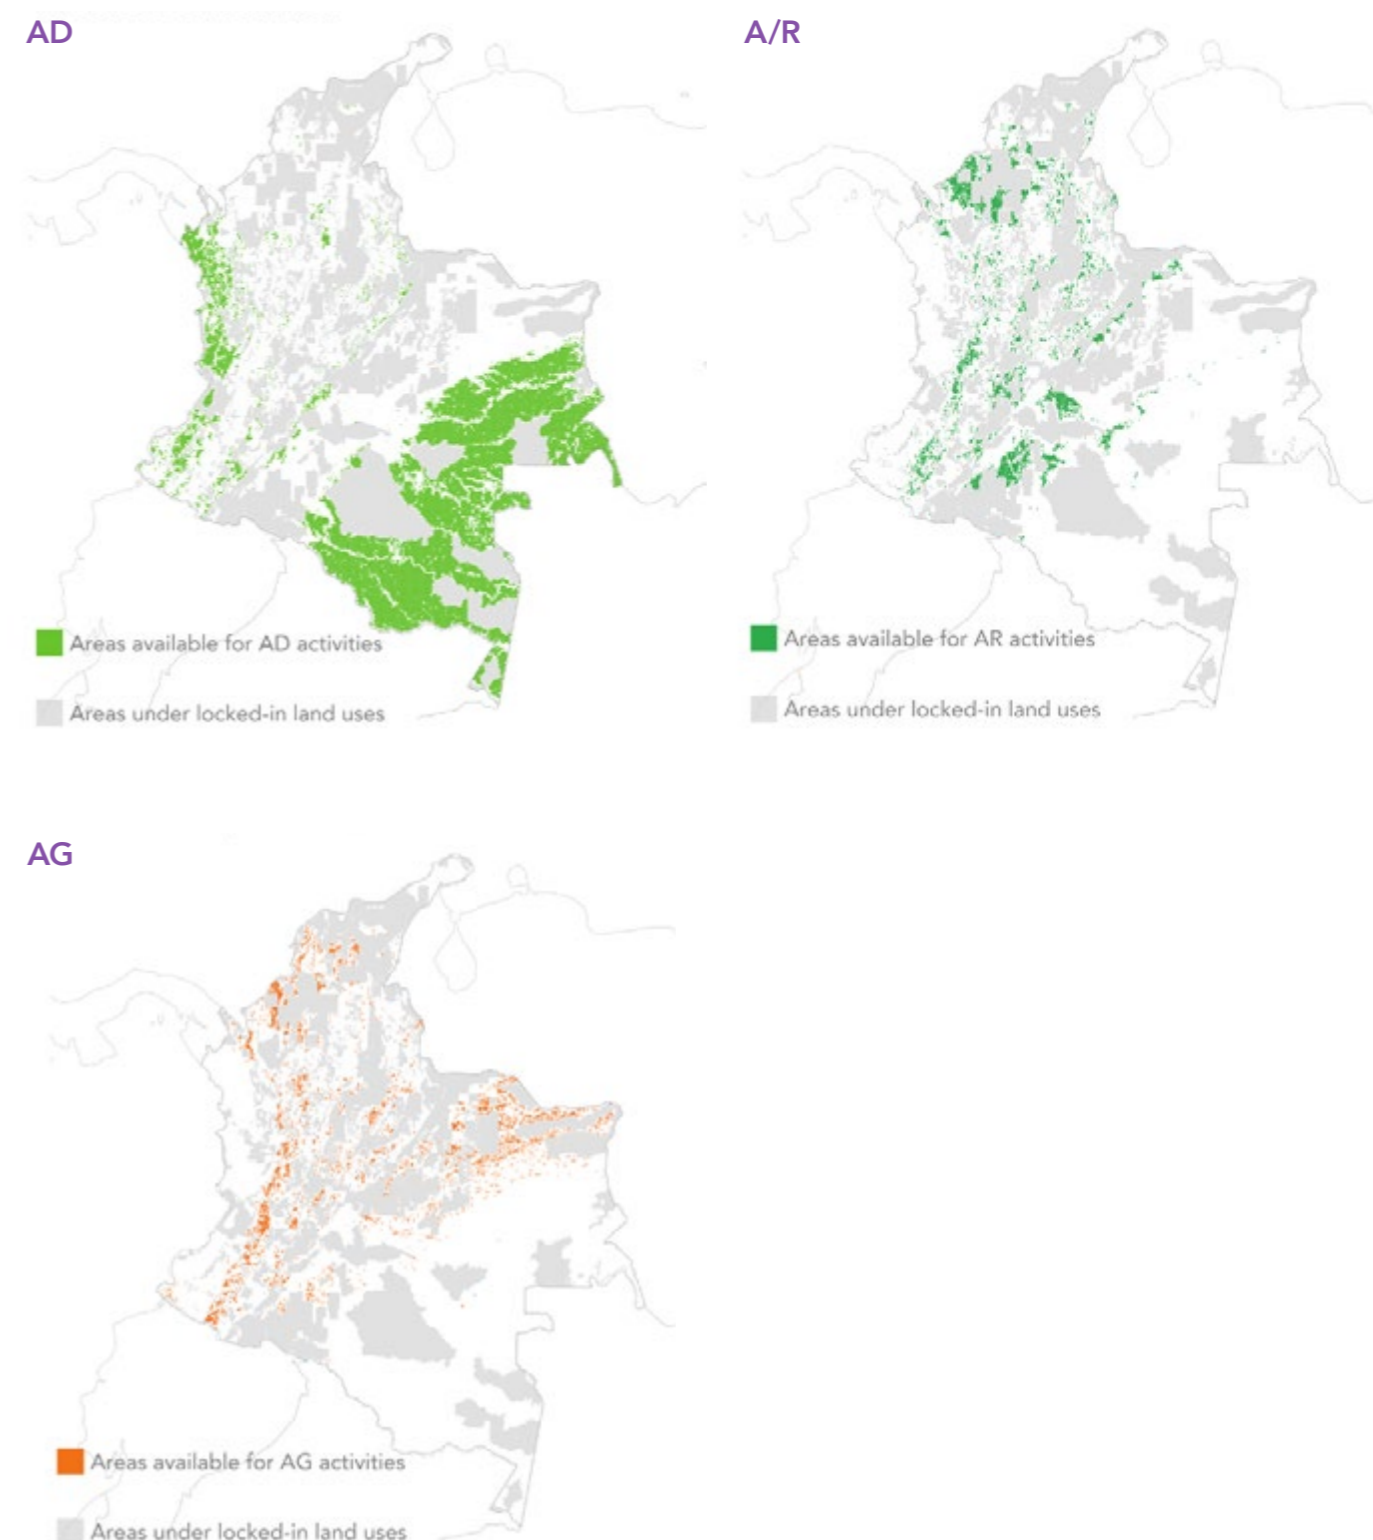 AD
A/R
Areas available for AD activities
Areas available for AR activities
Areas under locked-in land uses
Areas under locked-in land uses
AG
Areas available for AG activities
Areas under locked-in land uses